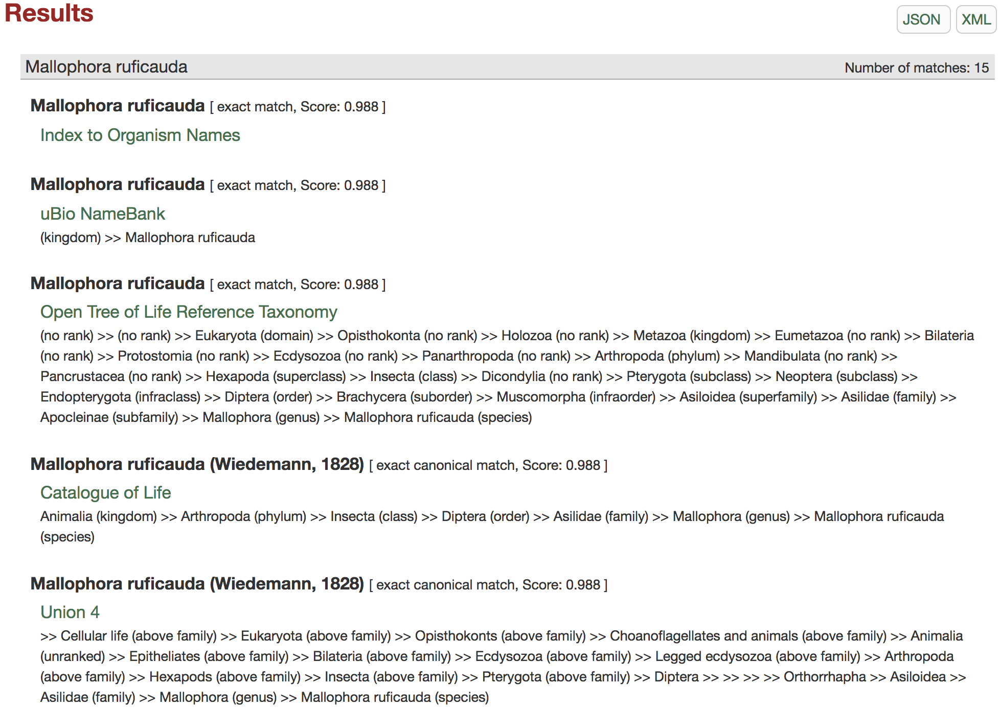 Results
JSON XML
Mallophora ruficauda Number of matches: 15
Mallophora ruficauda [ exact match, Score: 0.988 ]
Index to Organism Names
Mallophora ruficauda [ exact match, Score: 0.988 ]
uBio NameBank
(kingdom) >> Mallophora ruficauda
Mallophora ruficauda [ exact match, Score: 0.988 ]
Open Tree of Life Reference Taxonomy
(no rank) >> (no rank) >> Eukaryota (domain) >> Opisthokonta (no rank) >> Holozoa (no rank) >> Metazoa (kingdom) >> Eumetazoa (no rank) >> Bilateria
(no rank) >> Protostomia (no rank) >> Ecdysozoa (no rank) >> Panarthropoda (no rank) >> Arthropoda (phylum) >> Mandibulata (no rank) >>
Pancrustacea (no rank) >> Hexapoda (superclass) >> Insecta (class) >> Dicondylia (no rank) >> Pterygota (subclass) >> Neoptera (subclass) >>
Endopterygota (infraclass) >> Diptera (order) >> Brachycera (suborder) >> Muscomorpha (infraorder) >> Asiloidea (superfamily) >> Asilidae (family) >>
Apocleinae (subfamily) >> Mallophora (genus) >> Mallophora ruficauda (species)
Mallophora ruficauda (Wiedemann, 1828) [ exact canonical match, Score: 0.988 ]
Catalogue of Life
Animalia (kingdom) >> Arthropoda (phylum) >> Insecta (class) >> Diptera (order) >> Asilidae (family) >> Mallophora (genus) >> Mallophora ruficauda
(species)
Mallophora ruficauda (Wiedemann, 1828) [ exact canonical match, Score: 0.988 ]
Union 4
>> Cellular life (above family) >> Eukaryota (above family) >> Opisthokonts (above family) >> Choanoflagellates and animals (above family) >> Animalia
(unranked) >> Epitheliates (above family) >> Bilateria (above family) >> Ecdysozoa (above family) >> Legged ecdysozoa (above family) >> Arthropoda
(above family) >> Hexapods (above family) >> Insecta (above family) >> Pterygota (above family) >> Diptera >> >> >> >> Orthorrhapha >> Asiloidea >>
Asilidae (family) >> Mallophora (genus) >> Mallophora ruficauda (species)